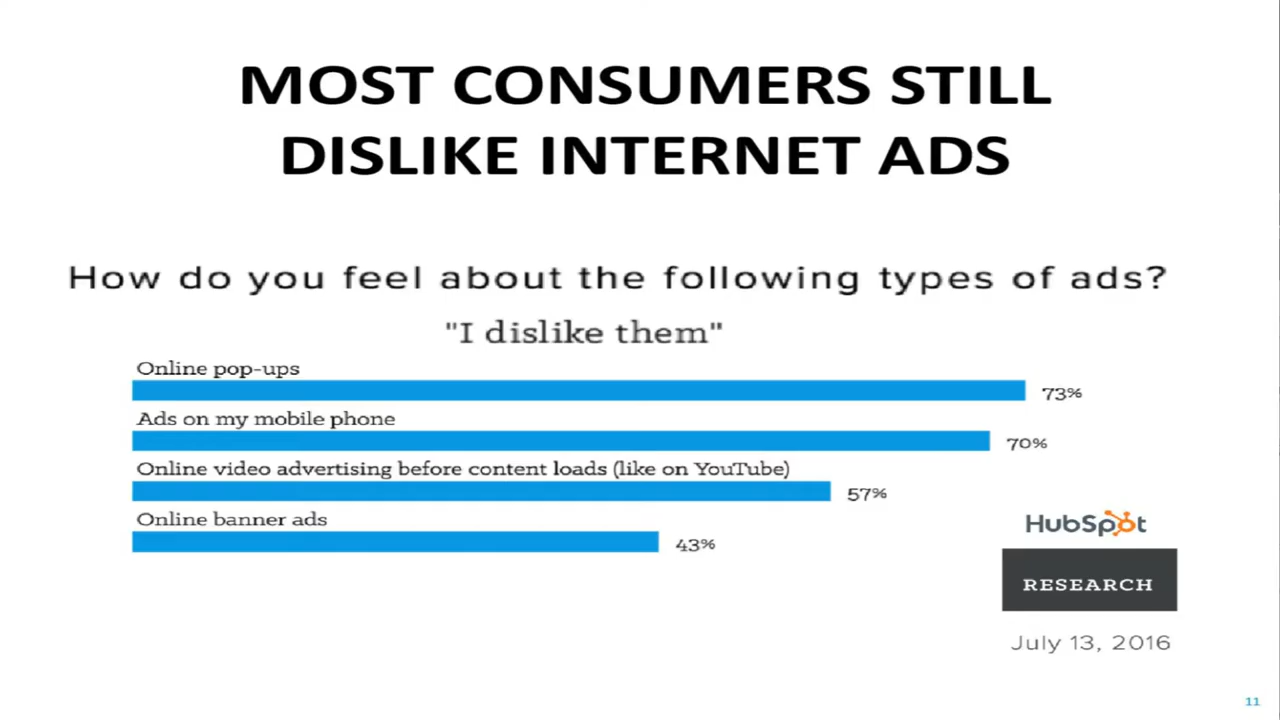 MOST CONSUMERS STILL
DISLIKE INTERNET ADS
How do you feel about the following types of ads?
"I dislike them"
Online pop-ups
73%
Ads on my mobile phone
70%
Online video advertising before content loads (like on YouTube)
57%
Online banner ads
43%
HubSpot
RESEARCH
July 13, 2016
11